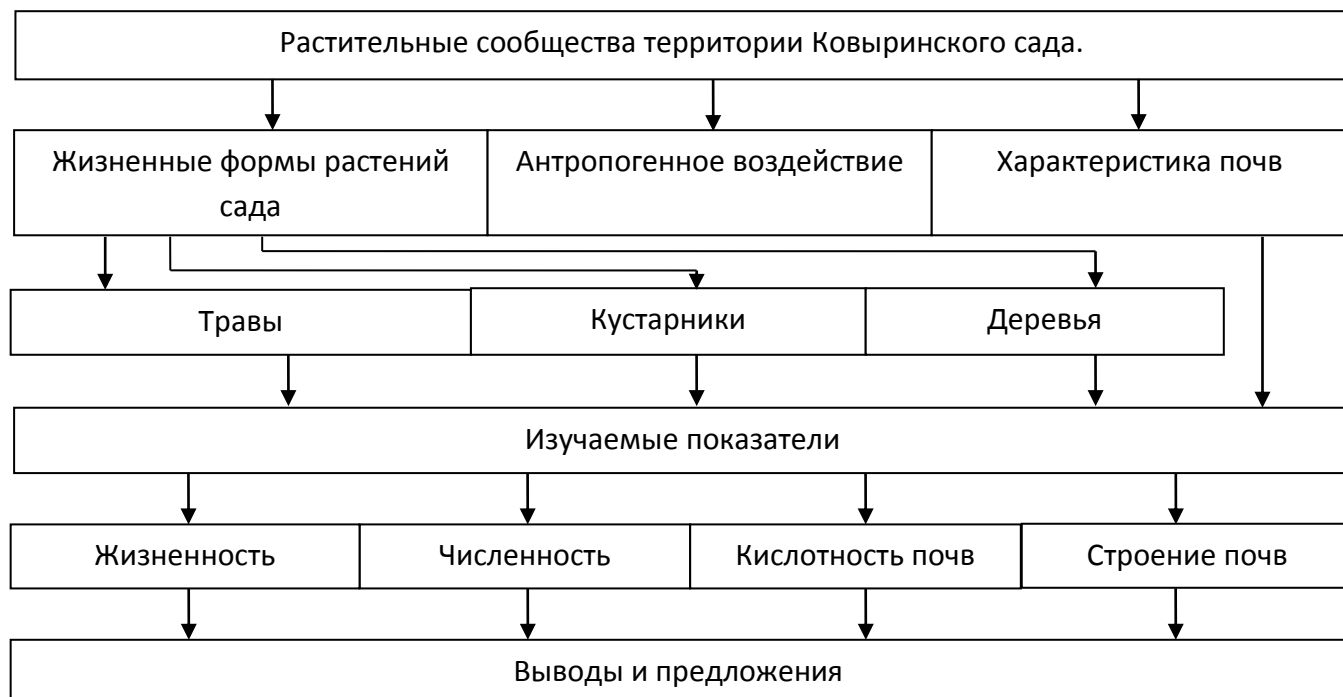 Растительные сообщества территории Ковыринского сада.
Жизненные формы растений
сада
Антропогенное воздействие
Характеристика почв
Травы
Кустарники
Деревья
Изучаемые показатели
Жизненность
Численность
Кислотность почв
Строение почв
Выводы и предложения